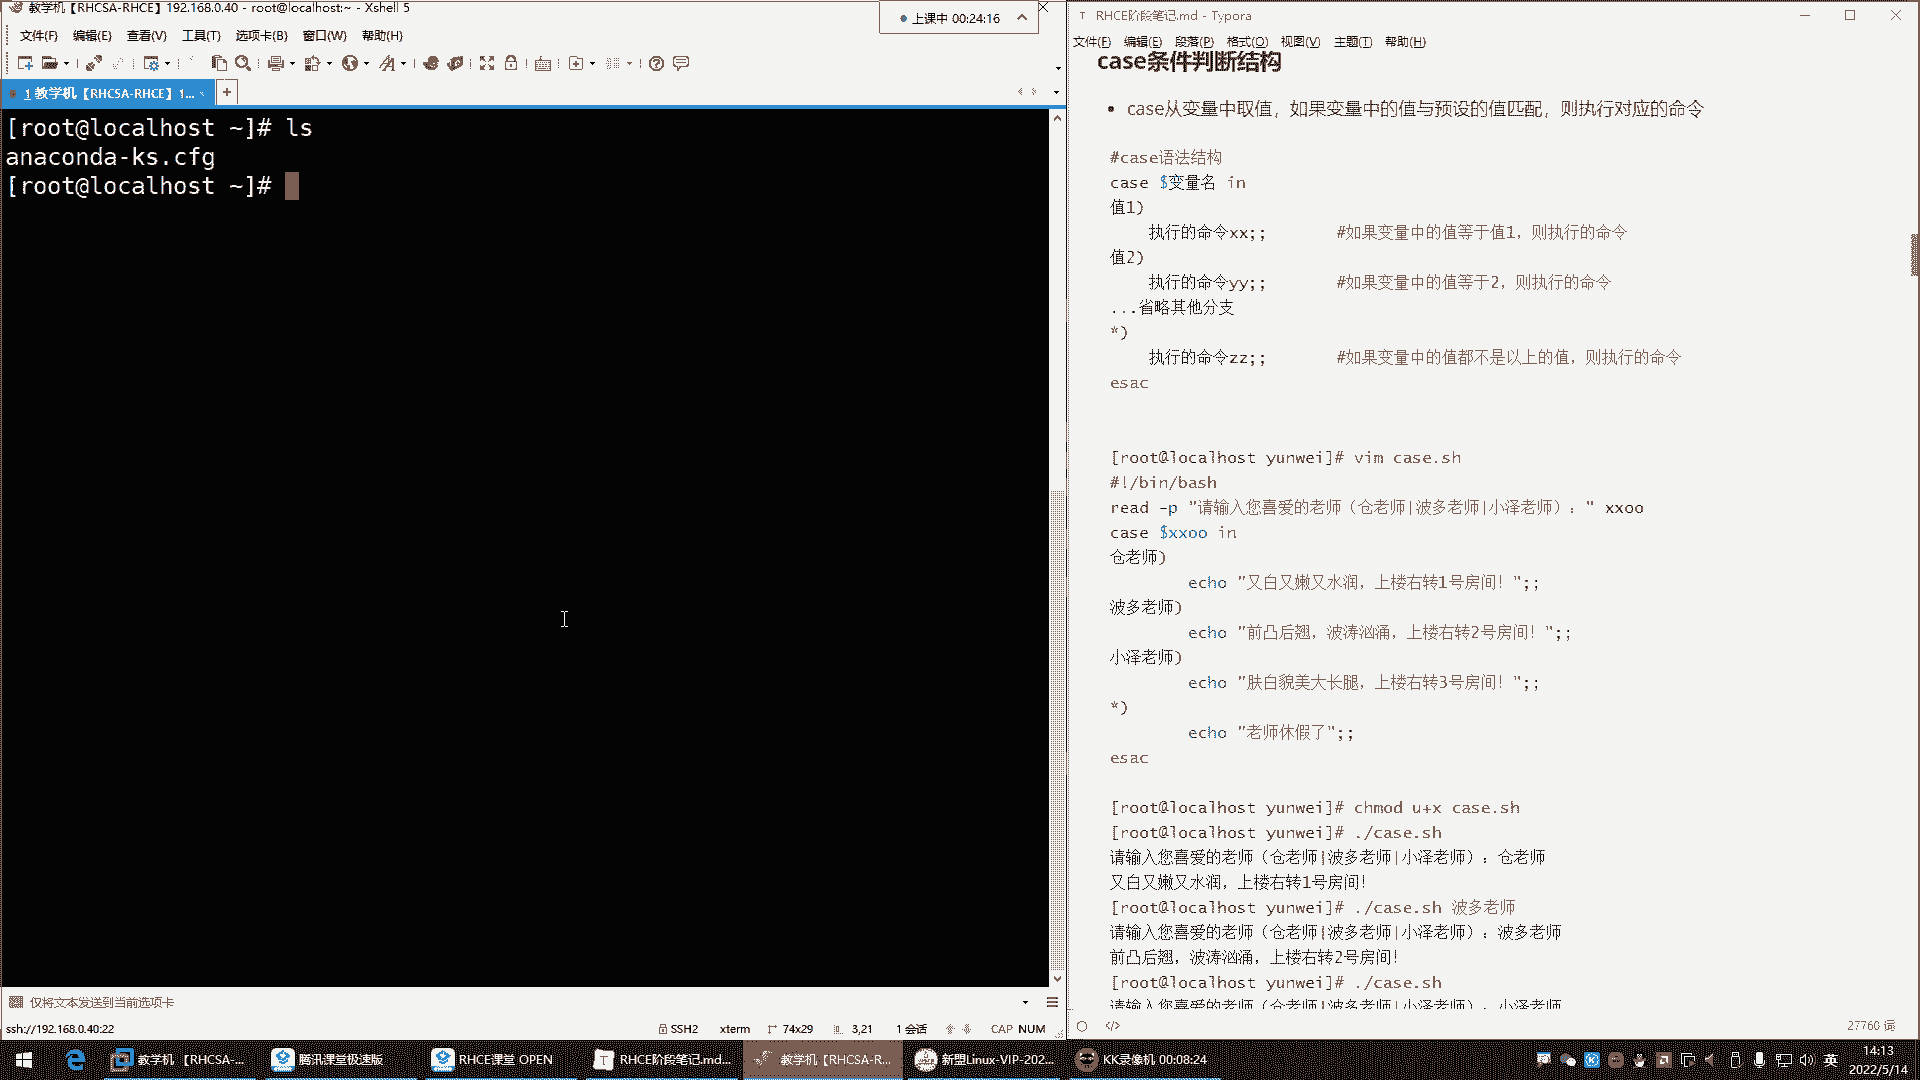 教学机【RHCSA-RHCE】192.168.0.40 - root@localhost:~ - Xshell 5
上课中 00:24:16
文件(F) 编辑(E) 查看(V) 工具(T) 选项卡(B) 窗口(W) 帮助(H)
1 教学机【RHCSA-RHCE】1...
[root@localhost ~]# ls
anaconda-ks.cfg
[root@localhost ~]#
仅将文本发送到当前选项卡
ssh://192.168.0.40:22 SSH2 xterm 74x29 3,21 1 会话 CAP NUM
RHCE阶段笔记.md - Typora
文件(F) 编辑(E) 段落(P) 格式(O) 视图(V) 主题(T) 帮助(H)
case条件判断结构
case从变量中取值，如果变量中的值与预设的值匹配，则执行对应的命令
#case语法结构
case $变量名 in
值1)
执行的命令xx;; #如果变量中的值等于值1，则执行的命令
值2)
执行的命令yy;; #如果变量中的值等于2，则执行的命令
...省略其他分支
*)
执行的命令zz;; #如果变量中的值都不是以上的值，则执行的命令
esac
[root@localhost yunwei]# vim case.sh
#!/bin/bash
read -p "请输入您喜爱的老师（仓老师|波多老师|小泽老师）：" xxoo
case $xxoo in
仓老师)
echo "又白又嫩又水润，上楼右转1号房间！";;
波多老师)
echo "前凸后翘，波涛汹涌，上楼右转2号房间！";;
小泽老师)
echo "肤白貌美大长腿，上楼右转3号房间！";;
*)
echo "老师休假了";;
esac
[root@localhost yunwei]# chmod u+x case.sh
[root@localhost yunwei]# ./case.sh
请输入您喜爱的老师（仓老师|波多老师|小泽老师）：仓老师
又白又嫩又水润，上楼右转1号房间！
[root@localhost yunwei]# ./case.sh 波多老师
请输入您喜爱的老师（仓老师|波多老师|小泽老师）：波多老师
前凸后翘，波涛汹涌，上楼右转2号房间！
[root@localhost yunwei]# ./case.sh
请输入您喜爱的老师（仓老师|波多老师|小泽老师）：小泽老师
27760 词
教学机 【RHCSA-... 腾讯课堂极速版 RHCE课堂 OPEN RHCE阶段笔记.md... 教学机【RHCSA-R... 新盟Linux-VIP-202... KK录像机 00:08:24 英
14:13
2022/5/14